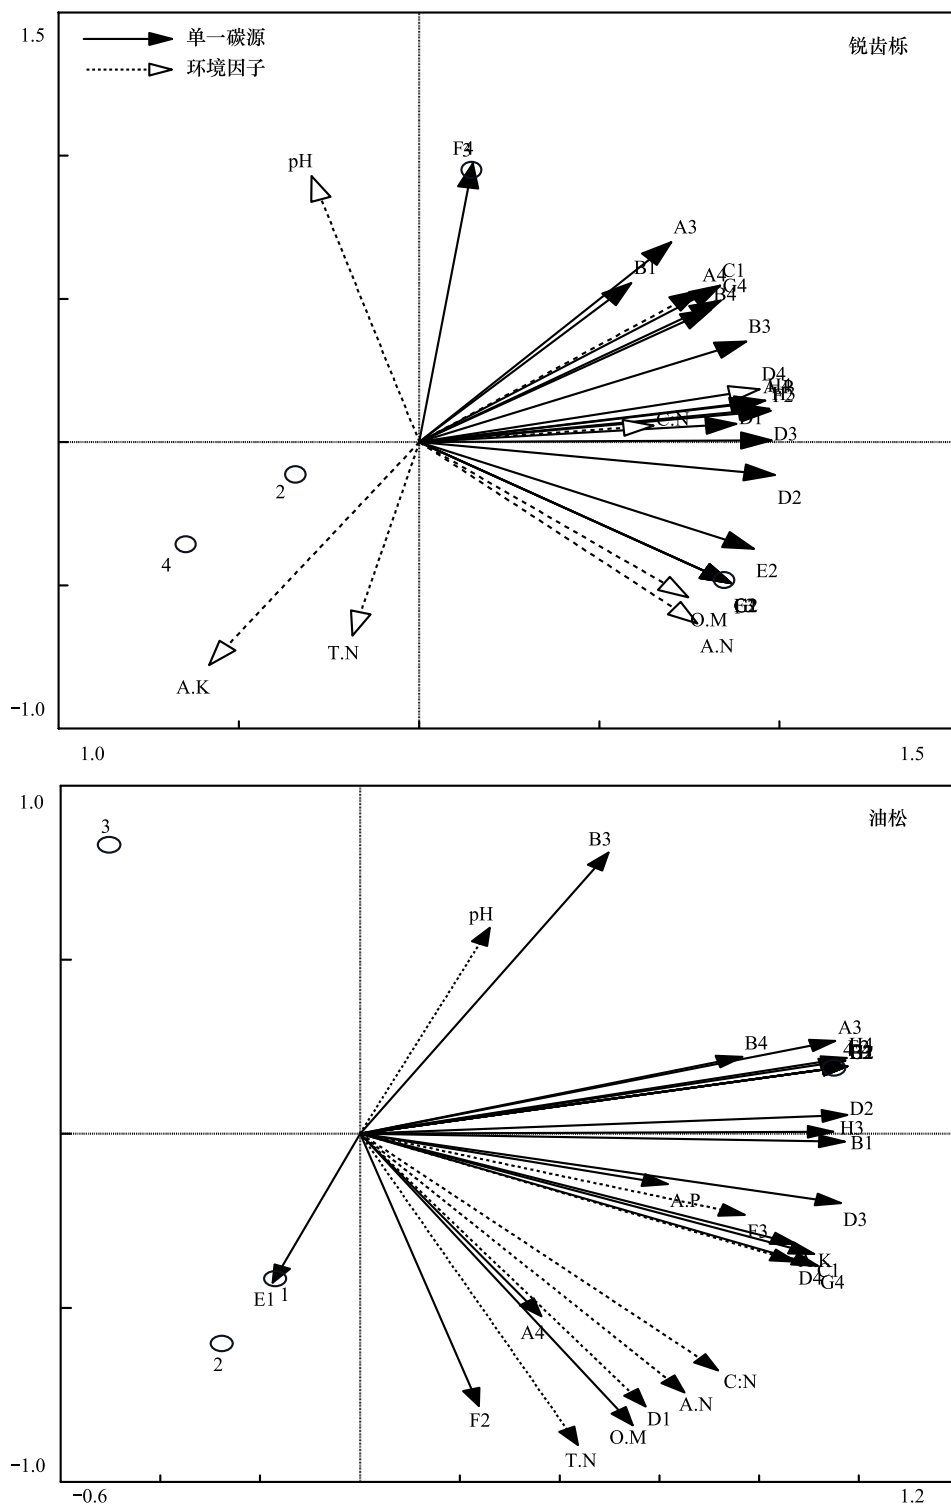 1.5
单一碳源
锐齿栎
环境因子
F4
pH
A3
B1
C1
A4
G4
B4
B3
D4
C:N
D1
D3
2
D2
4
E2
O.M
A.N
T.N
A.K
-1.0
1.0
1.5
1.0
油松
3
B3
pH
A3
B4
D2
H3
B1
A.P
D3
F3
K
C1
D4
G4
E1
1
A4
2
C:N
A.N
D1
F2
O.M
T.N
-1.0
-0.6
1.2